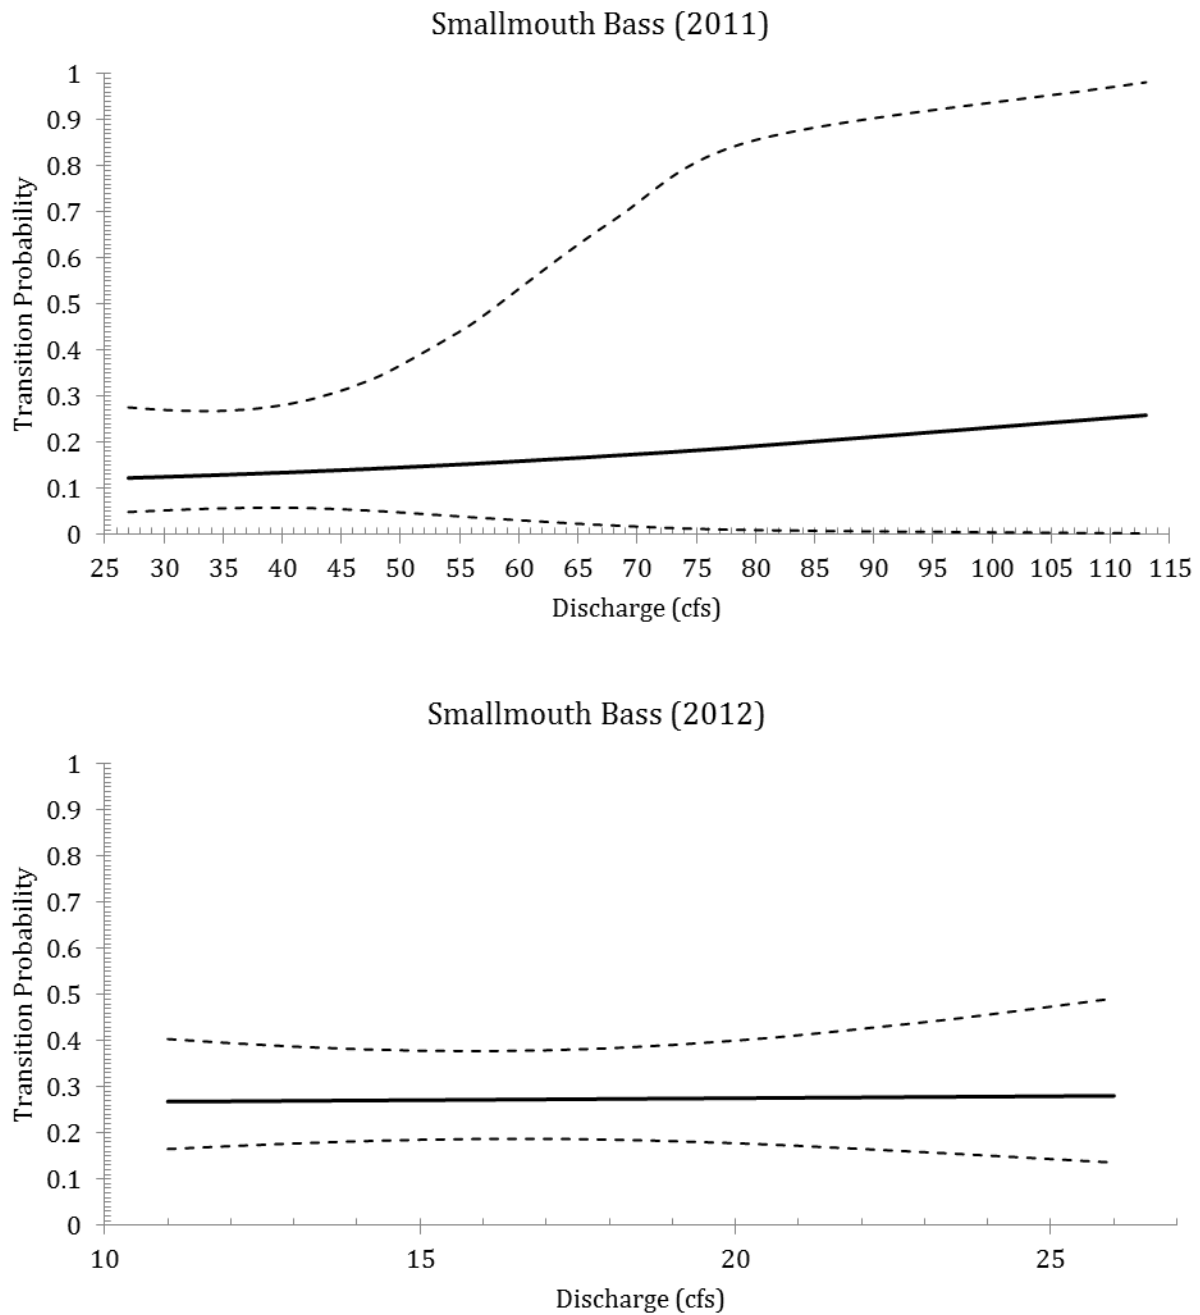 Smallmouth Bass (2011)
1
0.9
0.8
0.7
0.6
0.5
0.4
0.3
0.2
0.1
0
Transition Probability
25 30 35 40 45 50 55 60 65 70 75 80 85 90 95 100 105 110 115
Discharge (cfs)
Smallmouth Bass (2012)
1
0.9
0.8
0.7
0.6
0.5
0.4
0.3
0.2
0.1
0
Transition Probability
10 15 20 25
Discharge (cfs)